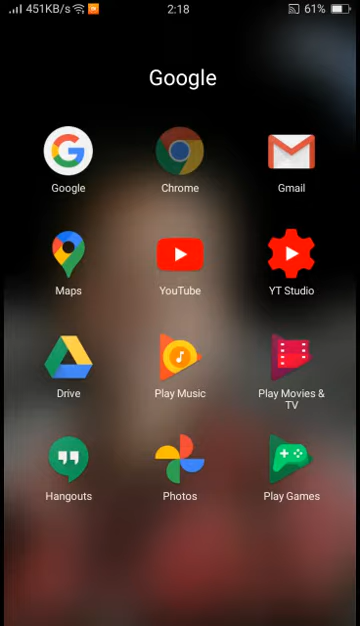 451KB/s 2:18 61%
Google
Google Chrome Gmail
Maps YouTube YT Studio
Drive Play Music Play Movies &
TV
Hangouts Photos Play Games